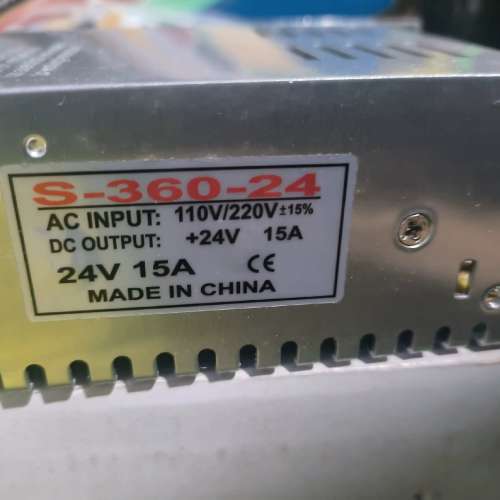 S-360-24
AC INPUT: 110V/220V±15%
DC OUTPUT: +24V 15A
24V 15A CE
MADE IN CHINA